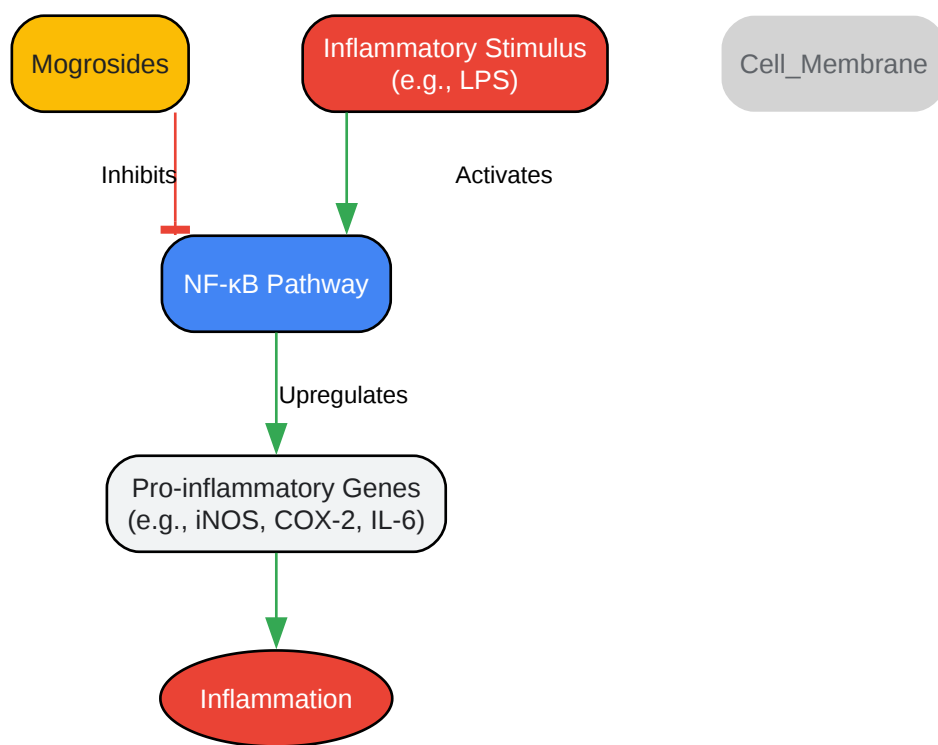 Mogrosides
Inflammatory Stimulus
(e.g., LPS)
Cell_Membrane
Inhibits
Activates
NF-κB Pathway
Upregulates
Pro-inflammatory Genes
(e.g., iNOS, COX-2, IL-6)
Inflammation